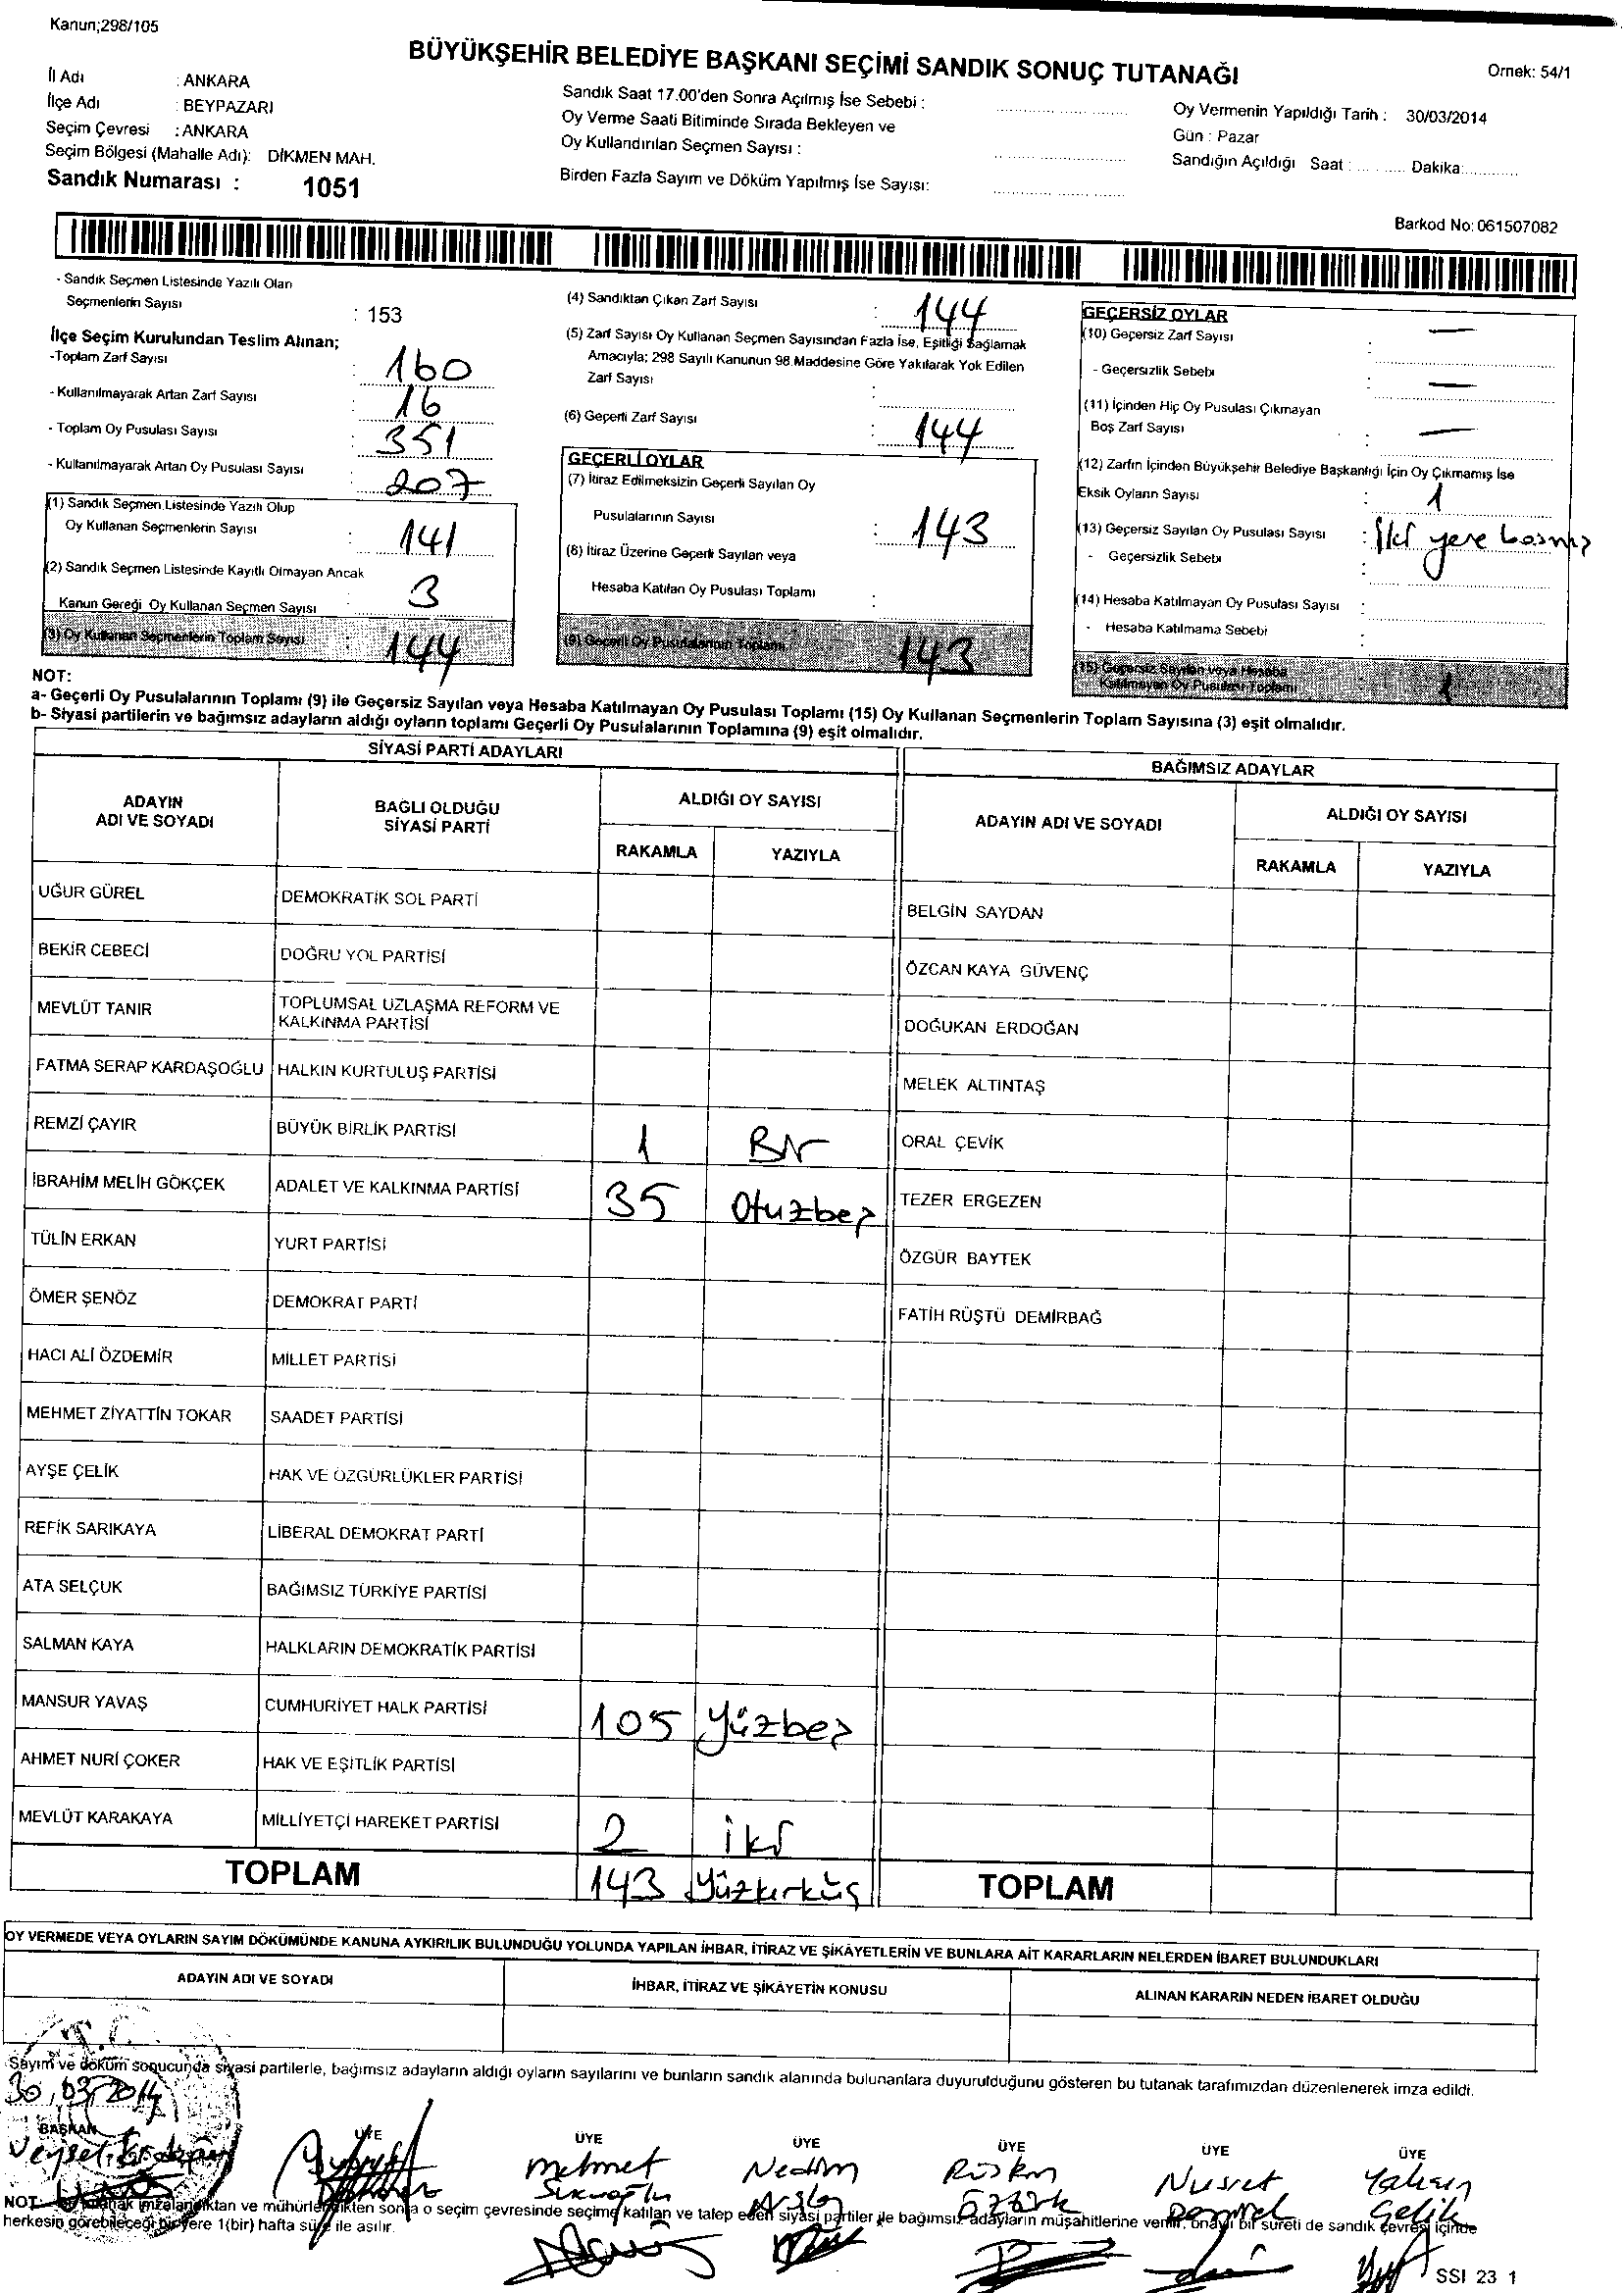 Kanun;298/105
BÜYÜKŞEHİR BELEDİYE BAŞKANI SEÇİMİ SANDIK SONUÇ TUTANAĞI
Ornek: 54/1
İl Adı : ANKARA
İlçe Adı : BEYPAZARI
Seçim Çevresi : ANKARA
Seçim Bölgesi (Mahalle Adı): DİKMEN MAH.
Sandık Numarası : 1051
Sandık Saat 17.00'den Sonra Açılmış İse Sebebi :
Oy Verme Saati Bitiminde Sırada Bekleyen ve
Oy Kullandırılan Seçmen Sayısı :
Birden Fazla Sayım ve Döküm Yapılmış İse Sayısı:
Oy Vermenin Yapıldığı Tarih : 30/03/2014
Gün : Pazar
Sandığın Açıldığı Saat : Dakika:
Barkod No: 061507082
- Sandık Seçmen Listesinde Yazılı Olan
Seçmenlerin Sayısı : 153
İlçe Seçim Kurulundan Teslim Alınan;
-Toplam Zarf Sayısı : 160
- Kullanılmayarak Artan Zarf Sayısı : 16
- Toplam Oy Pusulası Sayısı : 351
- Kullanılmayarak Artan Oy Pusulası Sayısı : 207
(1) Sandık Seçmen Listesinde Yazılı Olup
Oy Kullanan Seçmenlerin Sayısı : 141
(2) Sandık Seçmen Listesinde Kayıtlı Olmayan Ancak
Kanun Gereği Oy Kullanan Seçmen Sayısı : 3
(3) Oy Kullanan Seçmenlerin Toplam Sayısı : 144
(4) Sandıktan Çıkan Zarf Sayısı : 144
(5) Zarf Sayısı Oy Kullanan Seçmen Sayısından Fazla İse, Eşitliği Sağlamak
Amacıyla; 298 Sayılı Kanunun 98.Maddesine Göre Yakılarak Yok Edilen
Zarf Sayısı :
(6) Geçerli Zarf Sayısı : 144
GEÇERLİ OYLAR
(7) İtiraz Edilmeksizin Geçerli Sayılan Oy
Pusulalarının Sayısı : 143
(8) İtiraz Üzerine Geçerli Sayılan veya
Hesaba Katılan Oy Pusulası Toplamı :
(9) Geçerli Oy Pusulalarının Toplamı 143
GEÇERSİZ OYLAR
(10) Geçersiz Zarf Sayısı : —
- Geçersizlik Sebebi : —
(11) İçinden Hiç Oy Pusulası Çıkmayan
Boş Zarf Sayısı : —
(12) Zarfın İçinden Büyükşehir Belediye Başkanlığı İçin Oy Çıkmamış İse
Eksik Oyların Sayısı : 1
(13) Geçersiz Sayılan Oy Pusulası Sayısı : İki yere basmış
- Geçersizlik Sebebi :
(14) Hesaba Katılmayan Oy Pusulası Sayısı :
- Hesaba Katılmama Sebebi :
(15) Geçersiz Sayılan veya Hesaba
Katılmayan Oy Pusulası Toplamı 1
NOT:
a- Geçerli Oy Pusulalarının Toplamı (9) ile Geçersiz Sayılan veya Hesaba Katılmayan Oy Pusulası Toplamı (15) Oy Kullanan Seçmenlerin Toplam Sayısına (3) eşit olmalıdır.
b- Siyasi partilerin ve bağımsız adayların aldığı oyların toplamı Geçerli Oy Pusulalarının Toplamına (9) eşit olmalıdır.
SİYASİ PARTİ ADAYLARI
BAĞIMSIZ ADAYLAR
ADAYIN ADI VE SOYADI
BAĞLI OLDUĞU SİYASİ PARTİ
ALDIĞI OY SAYISI
RAKAMLA YAZIYLA
ADAYIN ADI VE SOYADI
ALDIĞI OY SAYISI
RAKAMLA YAZIYLA
UĞUR GÜREL DEMOKRATİK SOL PARTİ BELGİN SAYDAN
BEKİR CEBECİ DOĞRU YOL PARTİSİ ÖZCAN KAYA GÜVENÇ
MEVLÜT TANIR TOPLUMSAL UZLAŞMA REFORM VE KALKINMA PARTİSİ DOĞUKAN ERDOĞAN
FATMA SERAP KARDAŞOĞLU HALKIN KURTULUŞ PARTİSİ MELEK ALTINTAŞ
REMZİ ÇAYIR BÜYÜK BİRLİK PARTİSİ 1 Bir ORAL ÇEVİK
İBRAHİM MELİH GÖKÇEK ADALET VE KALKINMA PARTİSİ 35 Otuzbeş TEZER ERGEZEN
TÜLİN ERKAN YURT PARTİSİ ÖZGÜR BAYTEK
ÖMER ŞENÖZ DEMOKRAT PARTİ FATİH RÜŞTÜ DEMİRBAĞ
HACI ALİ ÖZDEMİR MİLLET PARTİSİ
MEHMET ZİYATTİN TOKAR SAADET PARTİSİ
AYŞE ÇELİK HAK VE ÖZGÜRLÜKLER PARTİSİ
REFİK SARIKAYA LİBERAL DEMOKRAT PARTİ
ATA SELÇUK BAĞIMSIZ TÜRKİYE PARTİSİ
SALMAN KAYA HALKLARIN DEMOKRATİK PARTİSİ
MANSUR YAVAŞ CUMHURİYET HALK PARTİSİ 105 Yüzbeş
AHMET NURİ ÇOKER HAK VE EŞİTLİK PARTİSİ
MEVLÜT KARAKAYA MİLLİYETÇİ HAREKET PARTİSİ 2 iki
TOPLAM 143 Yüzkırküç TOPLAM
OY VERMEDE VEYA OYLARIN SAYIM DÖKÜMÜNDE KANUNA AYKIRILIK BULUNDUĞU YOLUNDA YAPILAN İHBAR, İTİRAZ VE ŞİKÂYETLERİN VE BUNLARA AİT KARARLARIN NELERDEN İBARET BULUNDUKLARI
ADAYIN ADI VE SOYADI İHBAR, İTİRAZ VE ŞİKÂYETİN KONUSU ALINAN KARARIN NEDEN İBARET OLDUĞU
T.C.
Sayım ve döküm sonucunda siyasi partilerle, bağımsız adayların aldığı oyların sayılarını ve bunların sandık alanında bulunanlara duyurulduğunu gösteren bu tutanak tarafımızdan düzenlenerek imza edildi.
30.03.2014
BAŞKAN ÜYE ÜYE ÜYE ÜYE ÜYE ÜYE
Veysel Mehmet Nedim Nusret
Arslan Öztürk Demirel Çelik
NOT: tutanak imzalandıktan ve mühürlendikten sonra o seçim çevresinde seçime katılan ve talep eden siyasi partiler ile bağımsız adayların müşahitlerine verilir. onaylı bir sureti de sandık çevresi içinde
herkesin görebileceği bir yere 1(bir) hafta süre ile asılır.
SSI 23 1